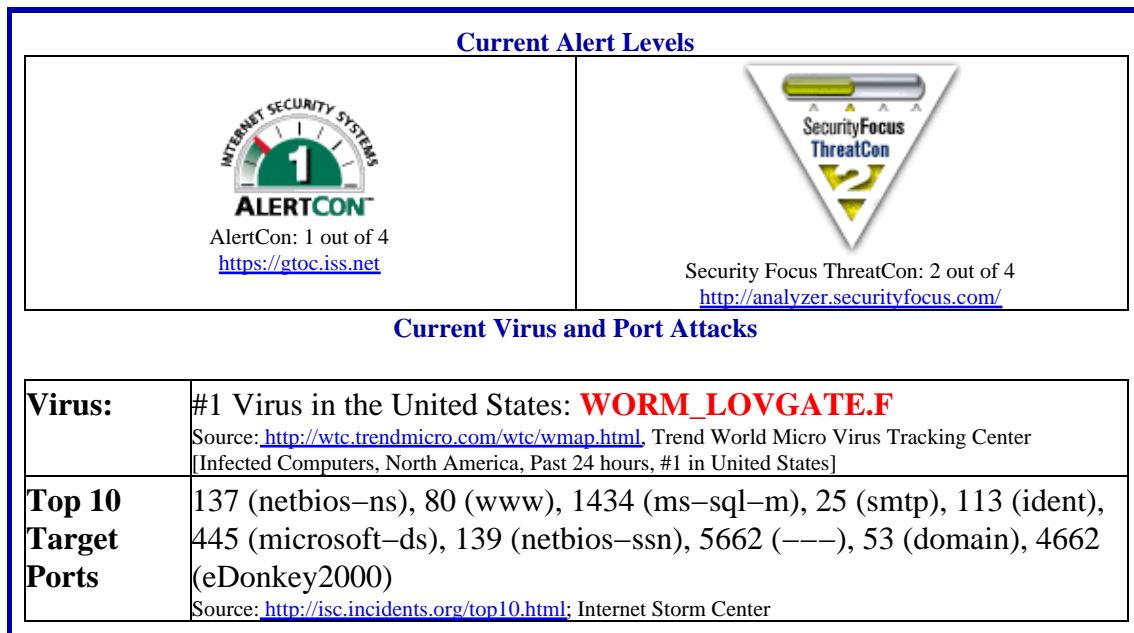 Current Alert Levels
INTERNET SECURITY SYSTEMS
1
ALERTCON™
AlertCon: 1 out of 4
https://gtoc.iss.net
SecurityFocus
ThreatCon
2
Security Focus ThreatCon: 2 out of 4
http://analyzer.securityfocus.com/
Current Virus and Port Attacks
Virus:
#1 Virus in the United States: WORM_LOVGATE.F
Source: http://wtc.trendmicro.com/wtc/wmap.html, Trend World Micro Virus Tracking Center
[Infected Computers, North America, Past 24 hours, #1 in United States]
Top 10
Target
Ports
137 (netbios−ns), 80 (www), 1434 (ms−sql−m), 25 (smtp), 113 (ident),
445 (microsoft−ds), 139 (netbios−ssn), 5662 (−−−), 53 (domain), 4662
(eDonkey2000)
Source: http://isc.incidents.org/top10.html; Internet Storm Center